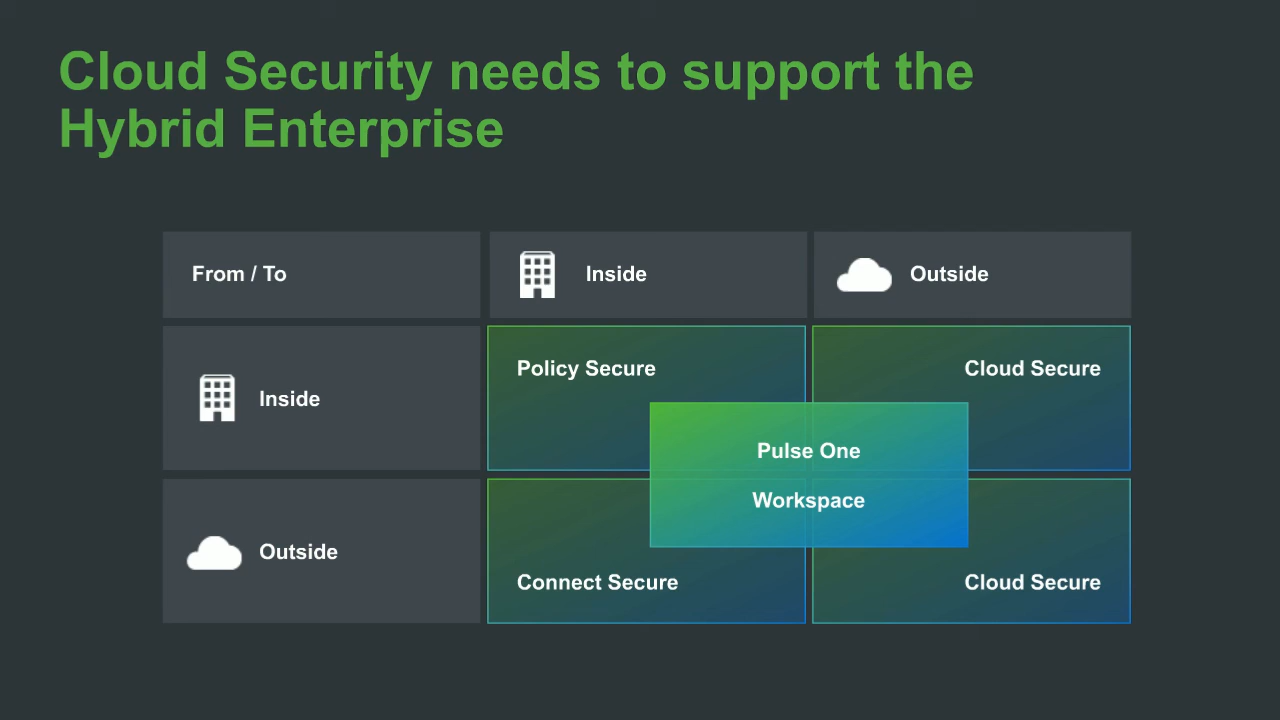 Cloud Security needs to support the
Hybrid Enterprise
From / To
Inside
Outside
Inside
Policy Secure
Cloud Secure
Pulse One
Workspace
Outside
Connect Secure
Cloud Secure